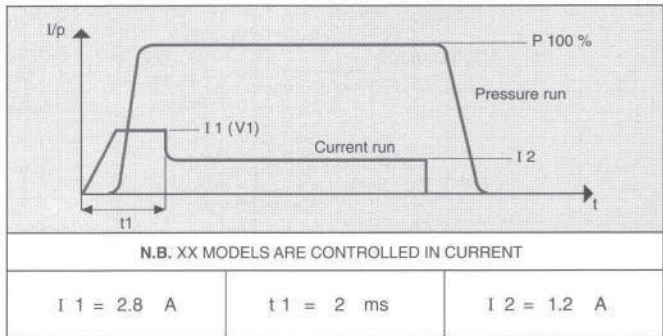 I/p
P 100 %
Pressure run
I 1 (V1)
Current run
I 2
t1
t
N.B. XX MODELS ARE CONTROLLED IN CURRENT
I 1 = 2.8 A
t 1 = 2 ms
I 2 = 1.2 A